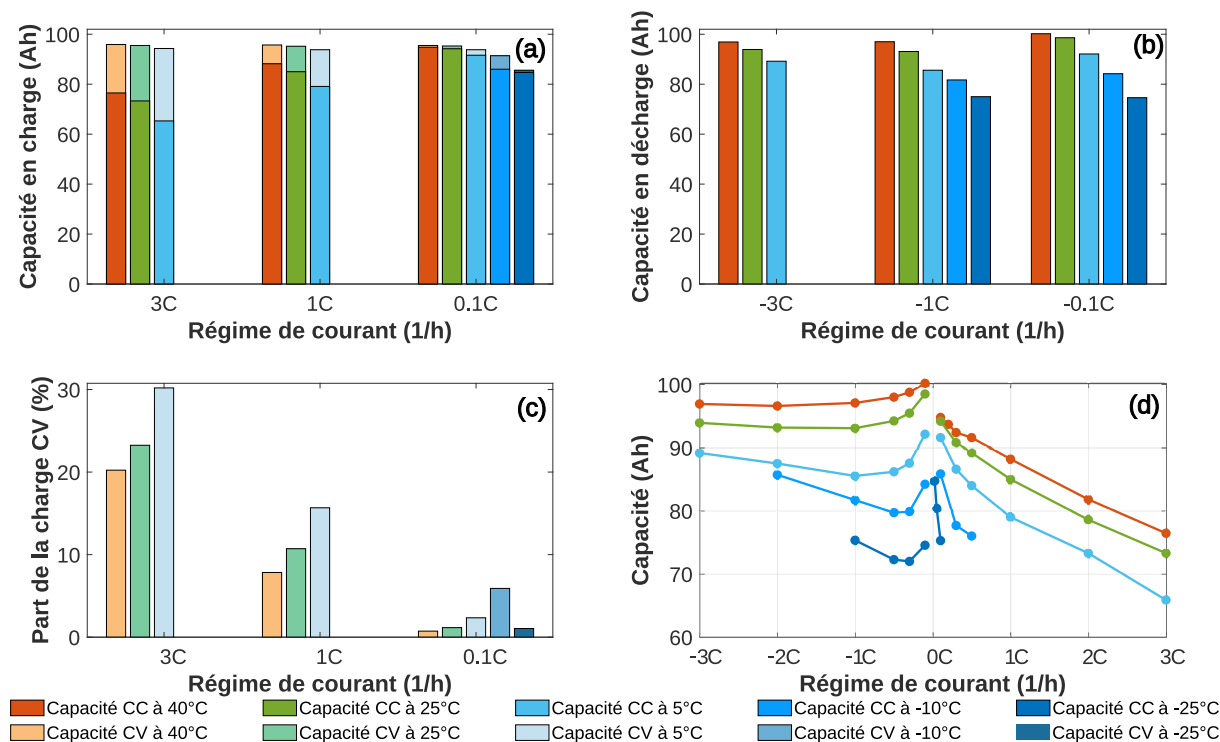 100
80
60
40
20
0
Capacité en charge (Ah)
(a)
3C
1C
0.1C
Régime de courant (1/h)
100
80
60
40
20
0
Capacité en décharge (Ah)
(b)
-3C
-1C
-0.1C
Régime de courant (1/h)
30
20
10
0
Part de la charge CV (%)
(c)
3C
1C
0.1C
Régime de courant (1/h)
100
90
80
70
60
Capacité (Ah)
(d)
-3C
-2C
-1C
0C
1C
2C
3C
Régime de courant (1/h)
Capacité CC à 40°C
Capacité CC à 25°C
Capacité CC à 5°C
Capacité CC à -10°C
Capacité CC à -25°C
Capacité CV à 40°C
Capacité CV à 25°C
Capacité CV à 5°C
Capacité CV à -10°C
Capacité CV à -25°C